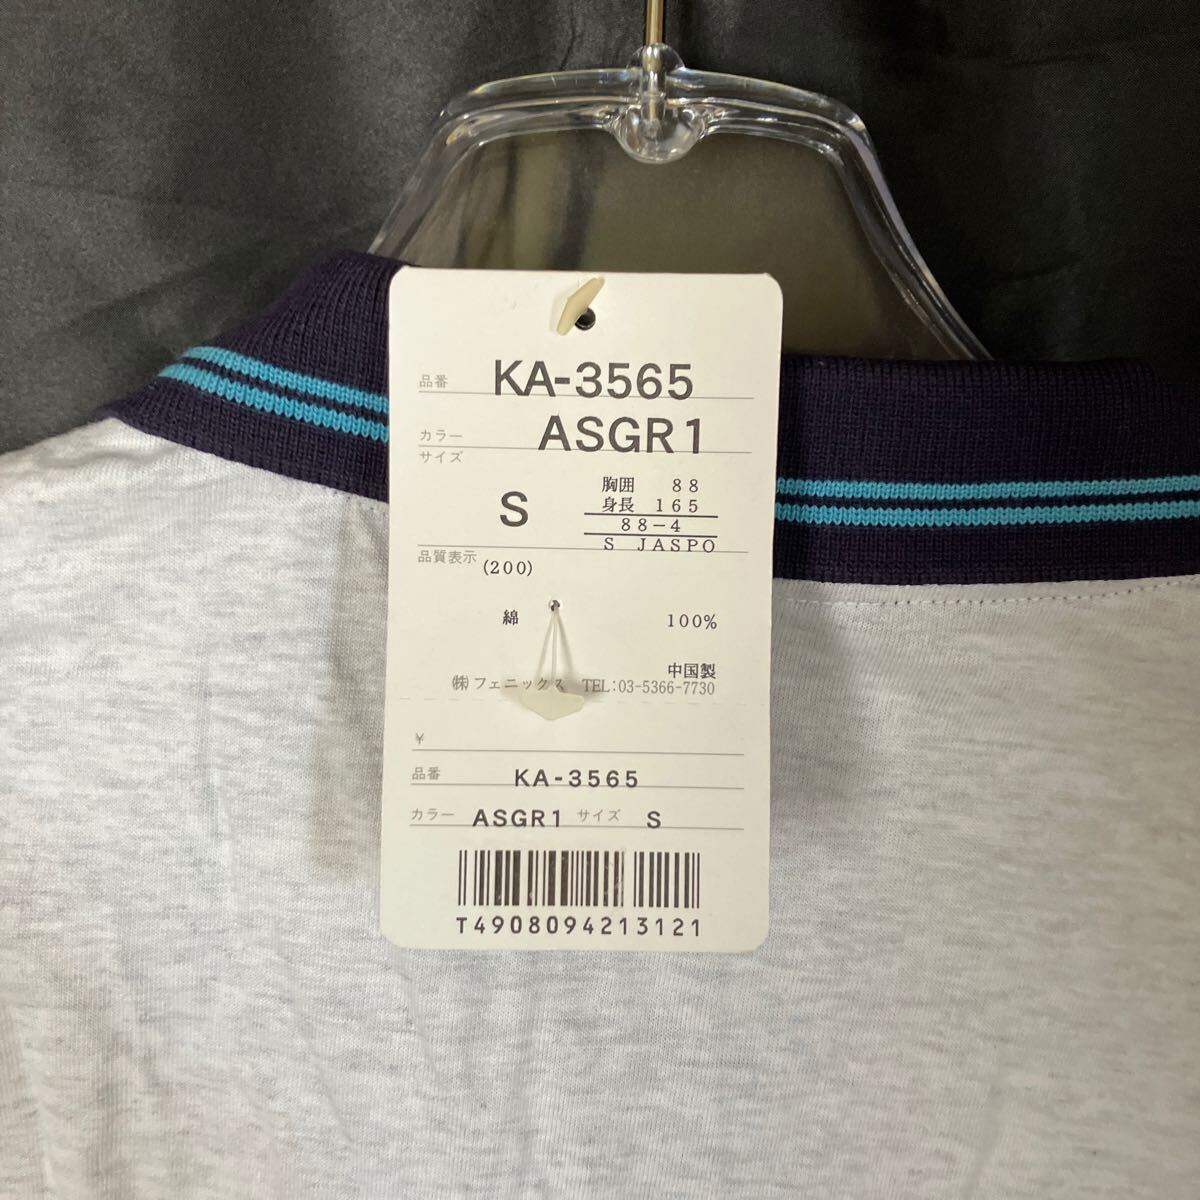 品番 KA-3565
カラー ASGR1
サイズ
S
胸囲 88
身長 165
88-4
S JASPO
品質表示 (200)
綿 100%
中国製
㈱フェニックス TEL:03-5366-7730
¥
品番 KA-3565
カラー ASGR1 サイズ S
T4908094213121